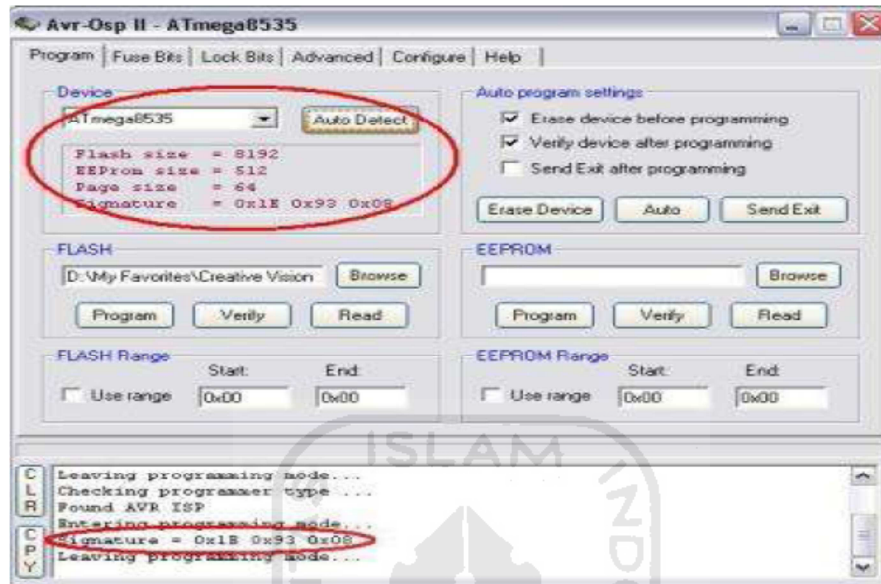 Avr-Osp II - ATmega8535
Program Fuse Bits Lock Bits Advanced Configure Help
Device
ATmega8535 Auto Detect
Flash size = 8192
EEProm size = 512
Page size = 64
Signature = 0x1E 0x93 0x08
Auto program settings
Erase device before programming
Verify device after programming
Send Exit after programming
Erase Device Auto Send Exit
FLASH
D:\My Favorites\Creative Vision Browse
Program Verify Read
EEPROM
Browse
Program Verify Read
FLASH Range
Start: End:
Use range 0x00 0x00
EEPROM Range
Start: End:
Use range 0x00 0x00
CLR
CPY
Leaving programming mode...
Checking programmer type ...
Found AVR ISP
Entering programming mode...
Signature = 0x1E 0x93 0x08
Leaving programming mode...
ISLAM
INDO